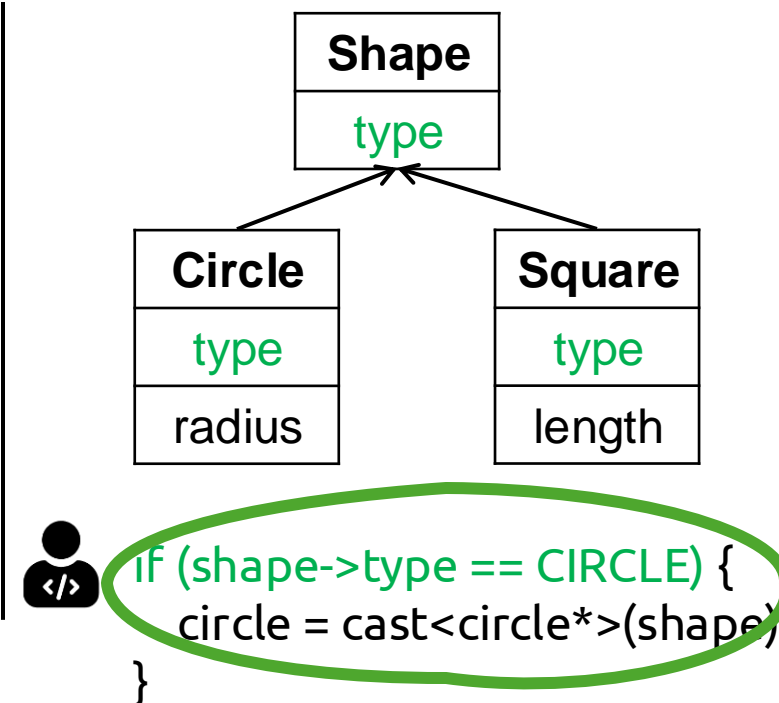 Shape
type
Circle
Square
type
type
radius
length
</>
if (shape->type == CIRCLE) {
circle = cast<circle*>(shape)
}